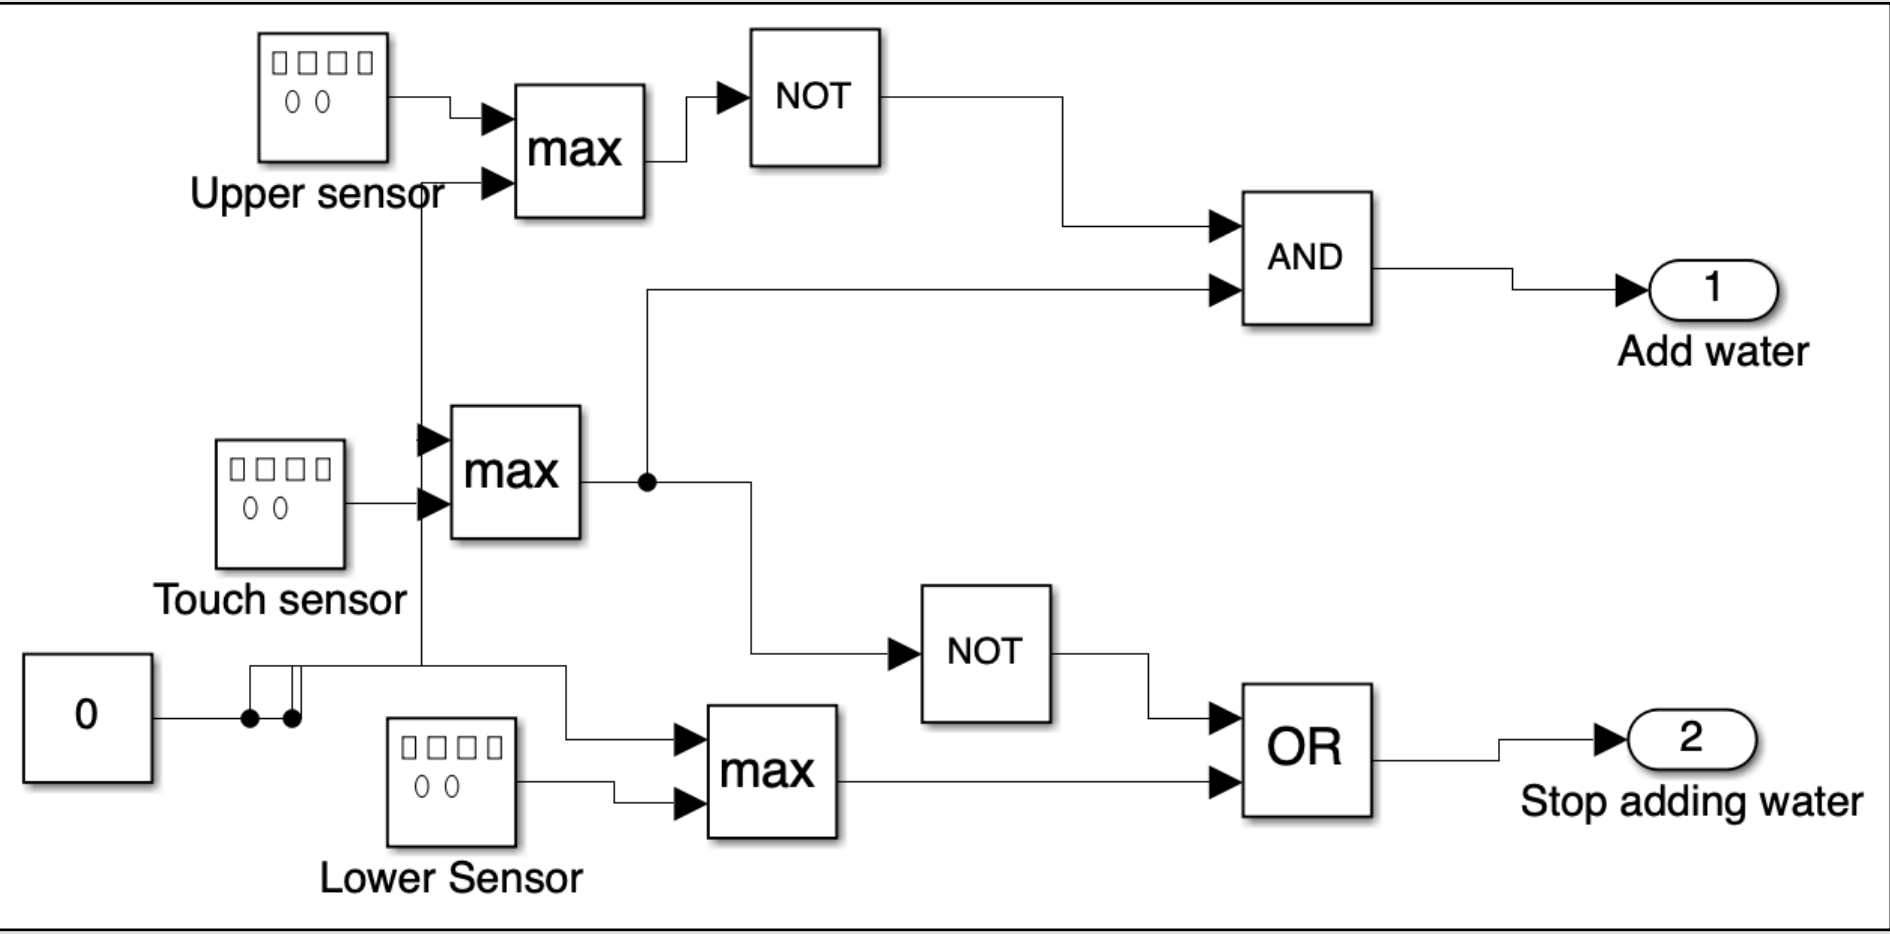 NOT
max
Upper sensor
AND
1
Add water
max
Touch sensor
NOT
0
OR
2
max
Stop adding water
Lower Sensor